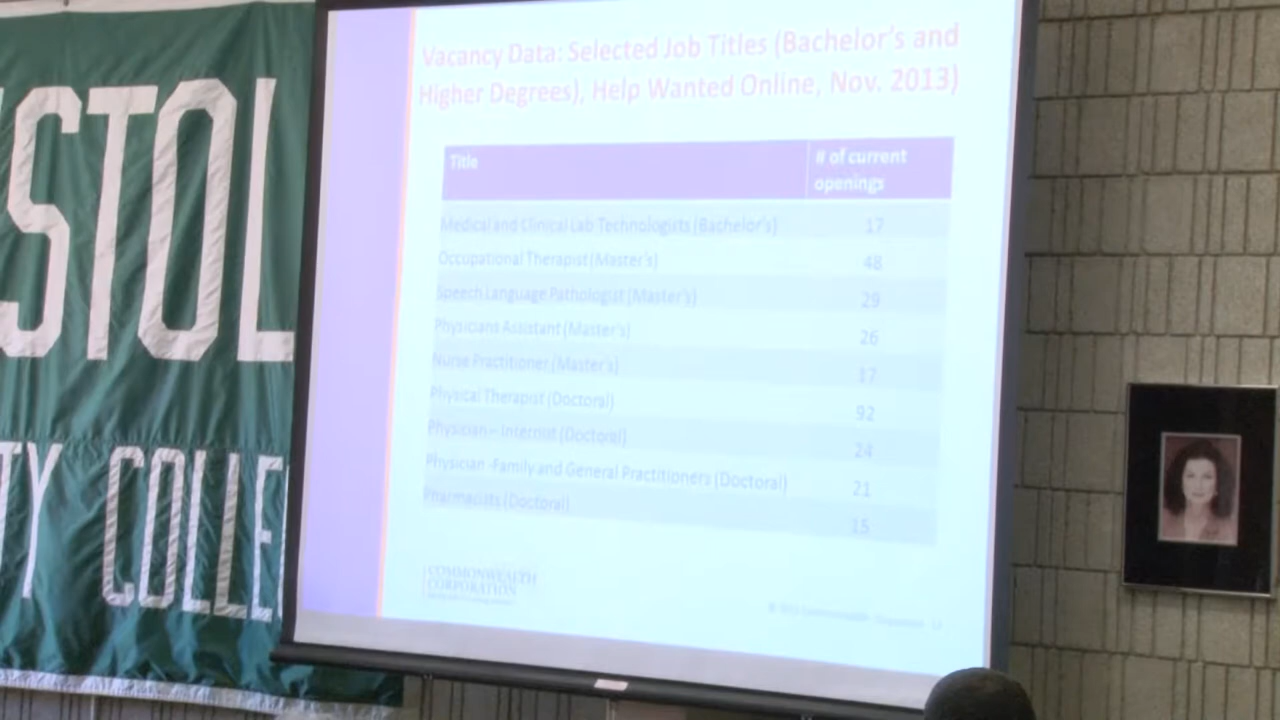 STOL
TY COLLE
Vacancy Data: Selected Job Titles (Bachelor's and
Higher Degrees), Help Wanted Online, Nov. 2013)
Title # of current openings
Medical and Clinical Lab Technologists (Bachelor's) 17
Occupational Therapist (Master's) 48
Speech Language Pathologist (Master's) 29
Physicians Assistant (Master's) 26
Nurse Practitioner (Master's) 17
Physical Therapist (Doctoral) 92
Physician – Internist (Doctoral) 24
Physician -Family and General Practitioners (Doctoral) 21
Pharmacists (Doctoral) 15
COMMONWEALTH
CORPORATION